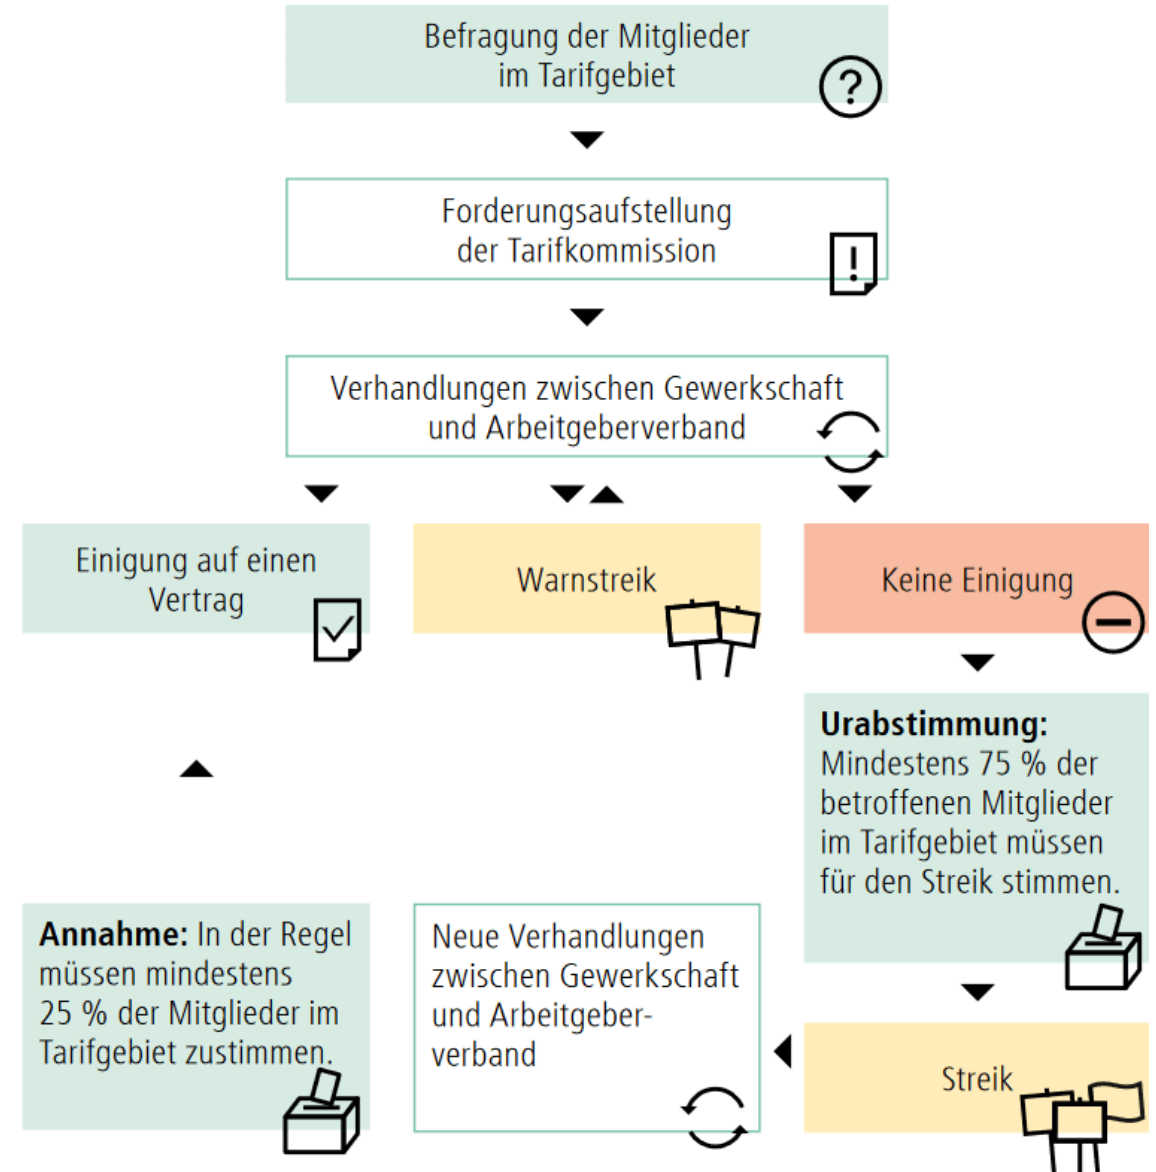 Befragung der Mitglieder
im Tarifgebiet
?
Forderungsaufstellung
der Tarifkommission
!
Verhandlungen zwischen Gewerkschaft
und Arbeitgeberverband
Einigung auf einen
Vertrag
Warnstreik
Keine Einigung
Urabstimmung:
Mindestens 75 % der
betroffenen Mitglieder
im Tarifgebiet müssen
für den Streik stimmen.
Annahme: In der Regel
müssen mindestens
25 % der Mitglieder im
Tarifgebiet zustimmen.
Neue Verhandlungen
zwischen Gewerkschaft
und Arbeitgeber-
verband
Streik